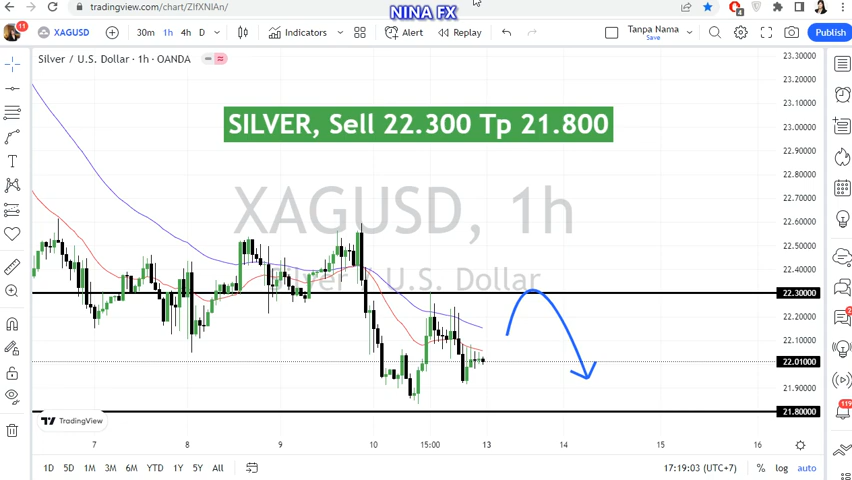 tradingview.com/chart/ZIfXNIAn/
NINA FX
4
11
XAGUSD
30m
1h
Indicators
Alert
Replay
Tanpa Nama
Save
Publish
Silver / U.S. Dollar · 1h · OANDA
SILVER, Sell 22.300 Tp 21.800
XAGUSD, 1h
Silver / U.S. Dollar
23.30000
23.20000
23.10000
23.00000
22.90000
22.80000
22.70000
22.60000
22.50000
22.40000
22.30000
22.20000
22.10000
22.01000
21.90000
21.80000
TradingView
7
8
9
10
15:00
13
14
15
16
119
1D 5D 1M 3M 6M YTD 1Y 5Y All
17:19:03 (UTC+7)
%
log
auto